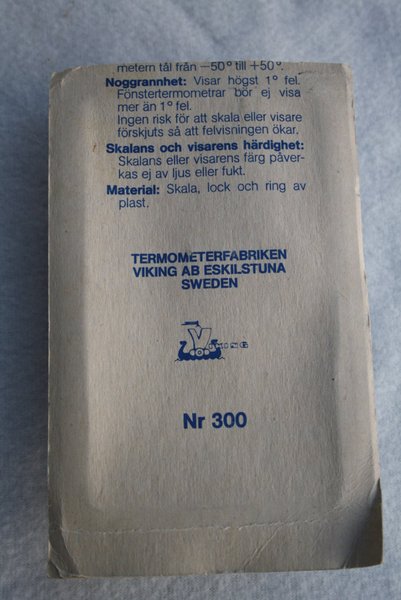 metern tål från −50° till +50°.
Noggrannhet: Visar högst 1° fel.
Fönstertermometrar bör ej visa
mer än 1° fel.
Ingen risk för att skala eller visare
förskjuts så att felvisningen ökar.
Skalans och visarens härdighet:
Skalans eller visarens färg påver-
kas ej av ljus eller fukt.
Material: Skala, lock och ring av
plast.
TERMOMETERFABRIKEN
VIKING AB ESKILSTUNA
SWEDEN
VIKING
Nr 300